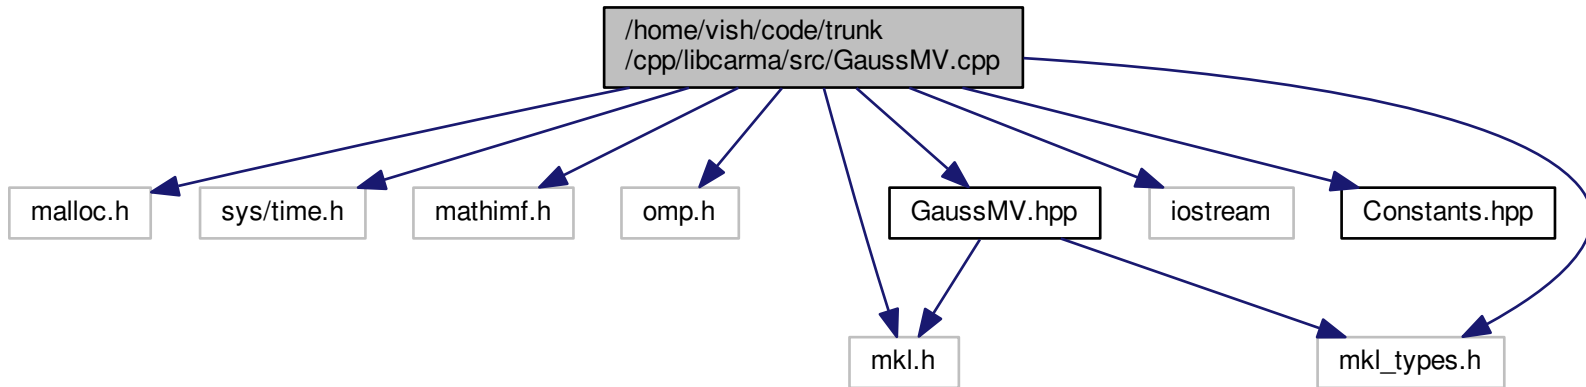 /home/vish/code/trunk
/cpp/libcarma/src/GaussMV.cpp
malloc.h
sys/time.h
mathimf.h
omp.h
GaussMV.hpp
iostream
Constants.hpp
mkl.h
mkl_types.h